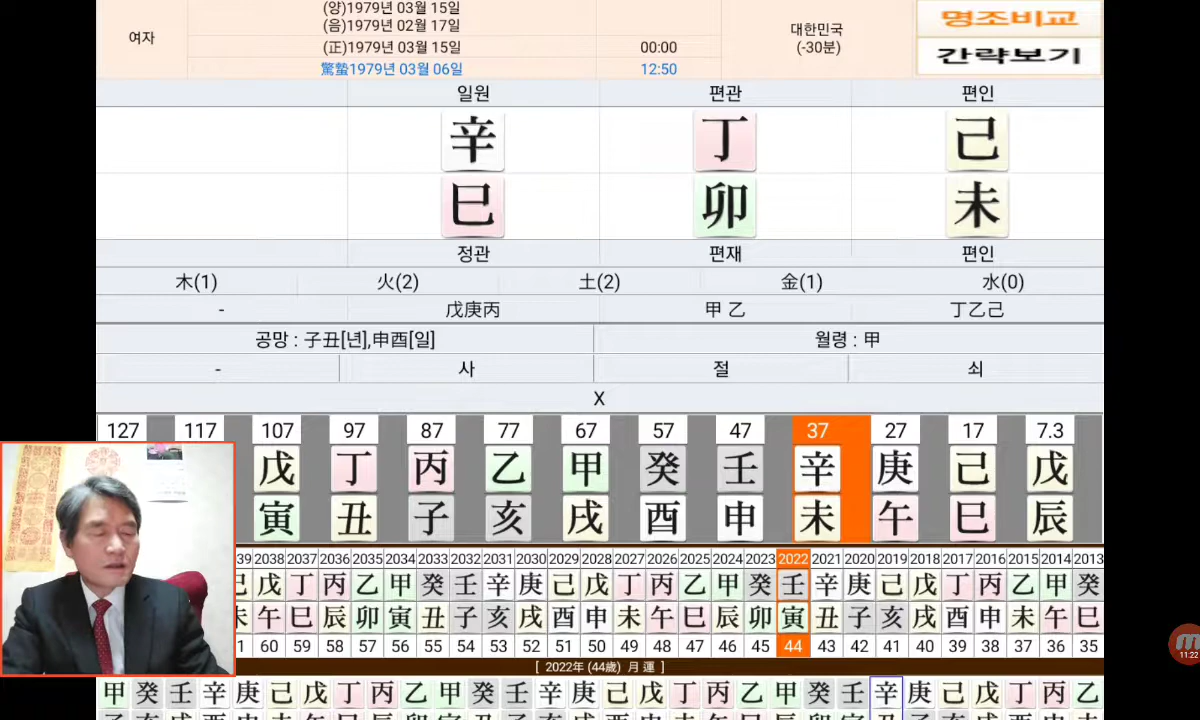 (양)1979년 03월 15일
(음)1979년 02월 17일
여자
(正)1979년 03월 15일 00:00
驚蟄1979년 03월 06일 12:50
대한민국
(-30분)
명조비교
간략보기
일원 편관 편인
辛 丁 己
巳 卯 未
정관 편재 편인
木(1) 火(2) 土(2) 金(1) 水(0)
- 戊庚丙 甲 乙 丁乙己
공망 : 子丑[년],申酉[일] 월령 : 甲
- 사 절 쇠
X
127 117 107 97 87 77 67 57 47 37 27 17 7.3
戊 丁 丙 乙 甲 癸 壬 辛 庚 己 戊
寅 丑 子 亥 戌 酉 申 未 午 巳 辰
39 2038 2037 2036 2035 2034 2033 2032 2031 2030 2029 2028 2027 2026 2025 2024 2023 2022 2021 2020 2019 2018 2017 2016 2015 2014 2013
己 戊 丁 丙 乙 甲 癸 壬 辛 庚 己 戊 丁 丙 乙 甲 癸 壬 辛 庚 己 戊 丁 丙 乙 甲 癸
未 午 巳 辰 卯 寅 丑 子 亥 戌 酉 申 未 午 巳 辰 卯 寅 丑 子 亥 戌 酉 申 未 午 巳
1 60 59 58 57 56 55 54 53 52 51 50 49 48 47 46 45 44 43 42 41 40 39 38 37 36 35
[ 2022年 (44歲) 月 運 ]
甲 癸 壬 辛 庚 己 戊 丁 丙 乙 甲 癸 壬 辛 庚 己 戊 丁 丙 乙 甲 癸 壬 辛 庚 己 戊 丁 丙 乙
11:22